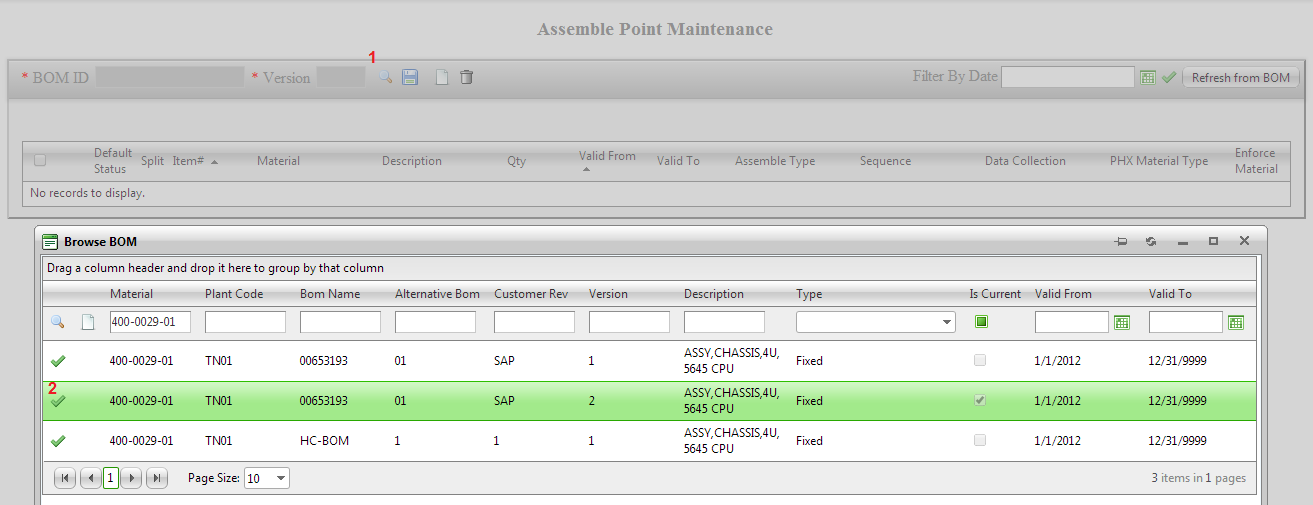 Assemble Point Maintenance
1
* BOM ID * Version Filter By Date Refresh from BOM
Default Status Split Item# Material Description Qty Valid From Valid To Assemble Type Sequence Data Collection PHX Material Type Enforce Material
No records to display.
Browse BOM
Drag a column header and drop it here to group by that column
Material Plant Code Bom Name Alternative Bom Customer Rev Version Description Type Is Current Valid From Valid To
400-0029-01
400-0029-01 TN01 00653193 01 SAP 1 ASSY,CHASSIS,4U, 5645 CPU Fixed 1/1/2012 12/31/9999
2
400-0029-01 TN01 00653193 01 SAP 2 ASSY,CHASSIS,4U, 5645 CPU Fixed 1/1/2012 12/31/9999
400-0029-01 TN01 HC-BOM 1 1 1 ASSY,CHASSIS,4U, 5645 CPU Fixed 1/1/2012 12/31/9999
1 Page Size: 10 3 items in 1 pages